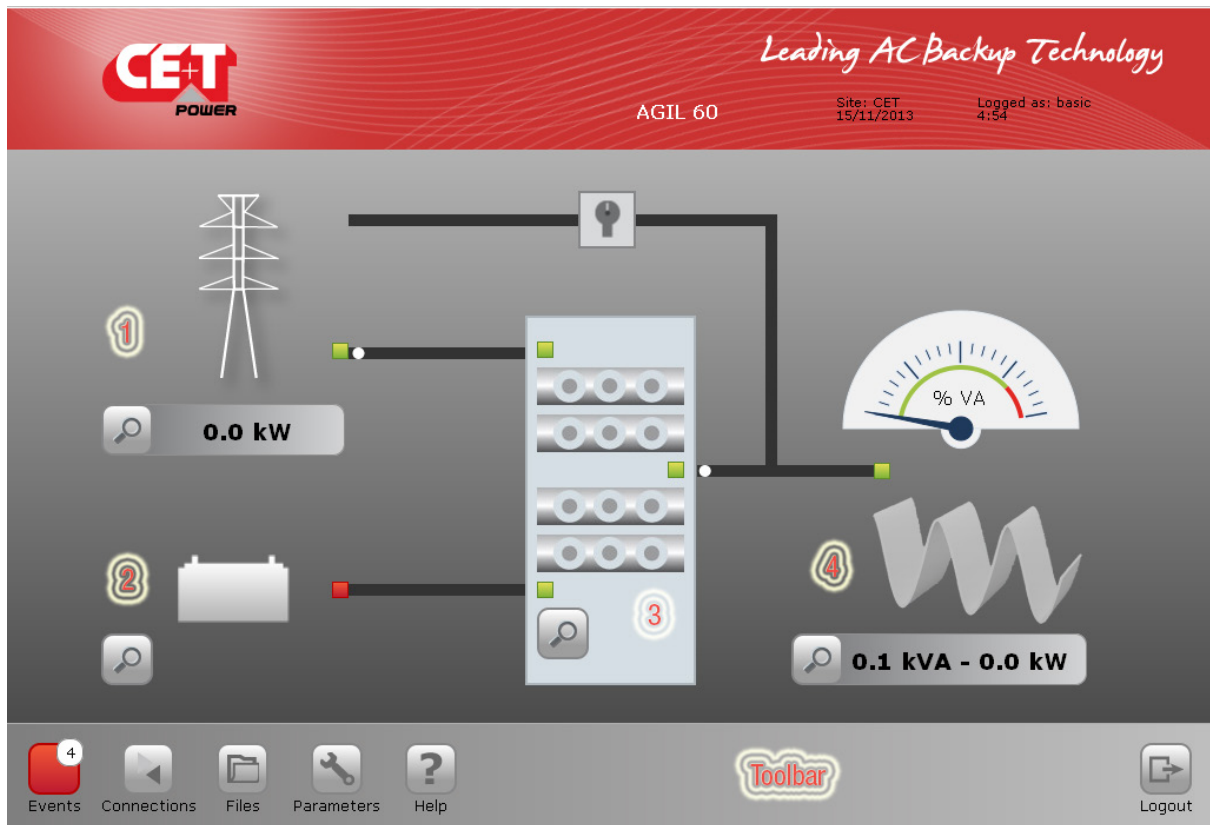 CE+T
POWER
Leading AC Backup Technology
AGIL 60
Site: CET
15/11/2013
Logged as: basic
4:54
1
0.0 kW
% VA
2
3
4
0.1 kVA - 0.0 kW
4
Events
Connections
Files
Parameters
?
Help
Toolbar
Logout